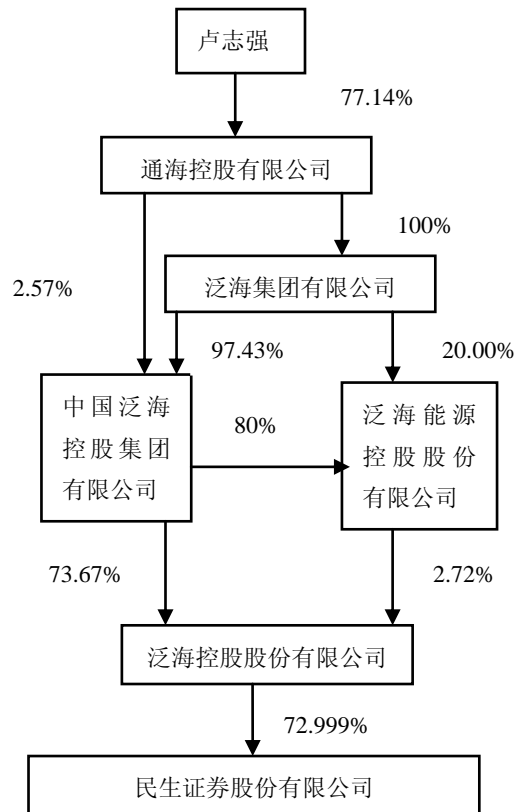 卢志强
77.14%
通海控股有限公司
100%
2.57%
泛海集团有限公司
97.43%
20.00%
中国泛海
控股集团
有限公司
80%
泛海能源
控股股份
有限公司
73.67%
2.72%
泛海控股股份有限公司
72.999%
民生证券股份有限公司